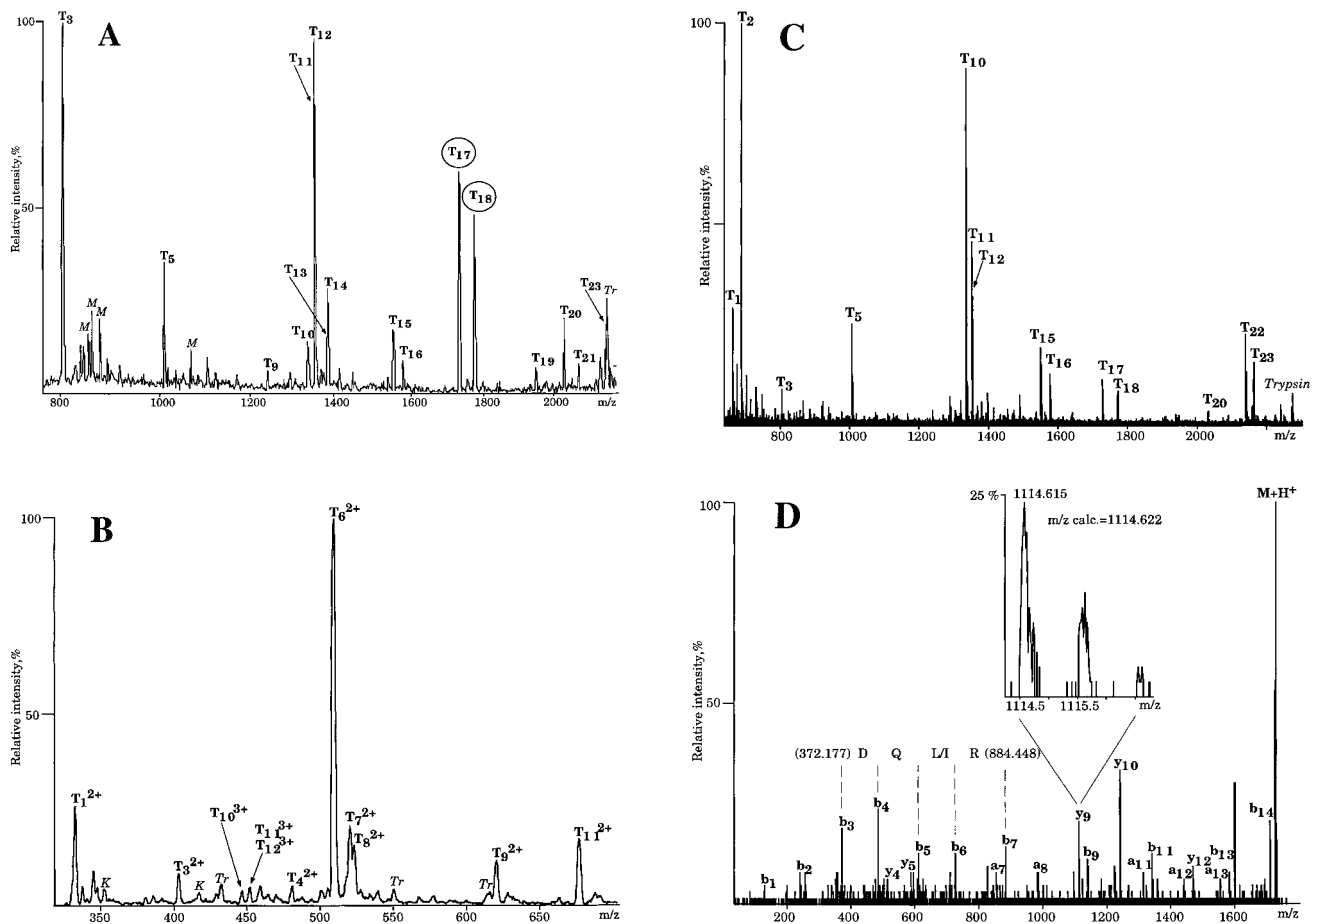 A
100
50
Relative intensity,%
T3
T5
M
M
M
M
T9
T10
T11
T12
T13
T14
T15
T16
T17
T18
T19
T20
T21
T23
Tr
800
1000
1200
1400
1600
1800
2000
m/z
C
100
Relative intensity,%
T1
T2
T3
T5
T10
T11
T12
T15
T16
T17
T18
T20
T22
T23
Trypsin
800
1000
1200
1400
1600
1800
2000
m/z
B
100
50
Relative intensity,%
T1 2+
K
T3 2+
K
Tr
T10 3+
T11 3+
T12 3+
T4 2+
T6 2+
T7 2+
T8 2+
Tr
Tr
T9 2+
T11 2+
350
400
450
500
550
600
650
m/z
D
100
50
Relative intensity,%
25 %
1114.615
m/z calc.=1114.622
1114.5
1115.5
m/z
M+H+
(372.177) D Q L/I R (884.448)
b1
b2
b3
b4
y4
y5
b5
b6
a7
b7
a8
y9
b9
y10
a11
b11
a12
y12
a13
b13
b14
200
400
600
800
1000
1200
1400
1600
m/z